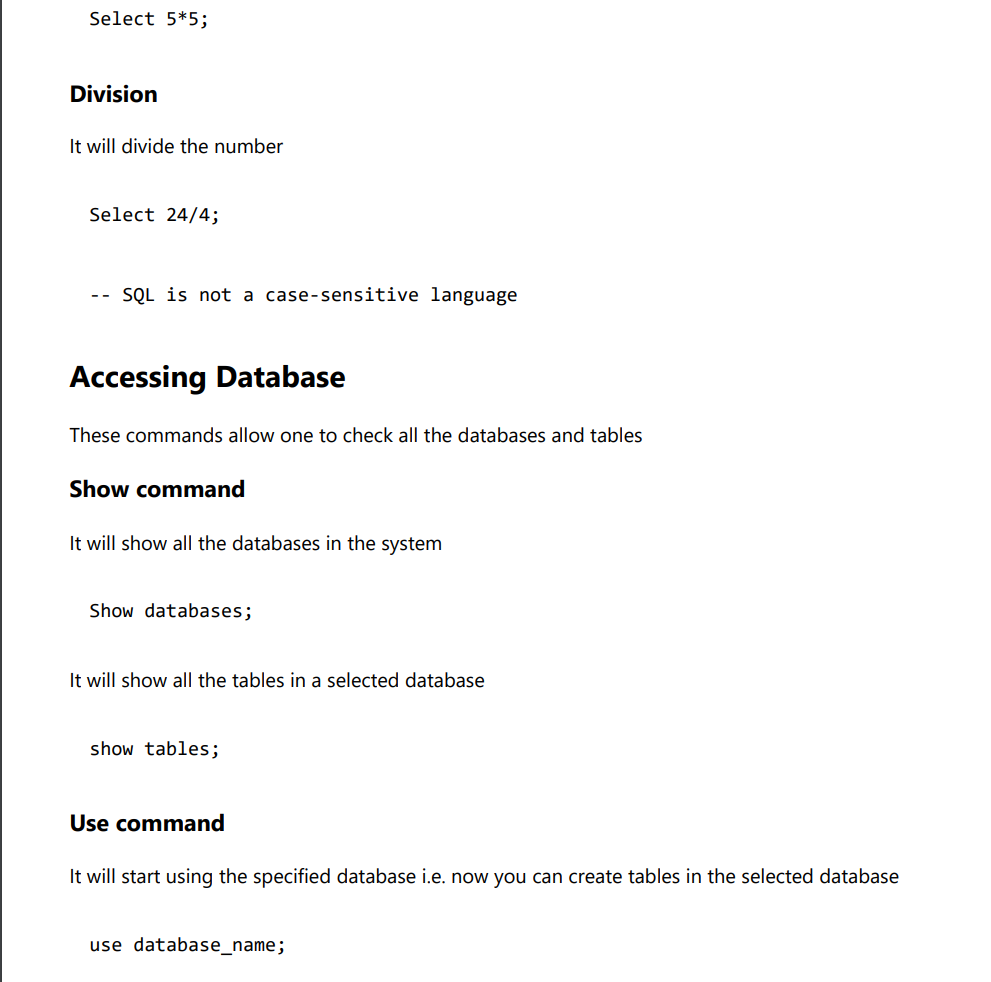 Select 5*5;
Division
It will divide the number
Select 24/4;
-- SQL is not a case-sensitive language
Accessing Database
These commands allow one to check all the databases and tables
Show command
It will show all the databases in the system
Show databases;
It will show all the tables in a selected database
show tables;
Use command
It will start using the specified database i.e. now you can create tables in the selected database
use database_name;